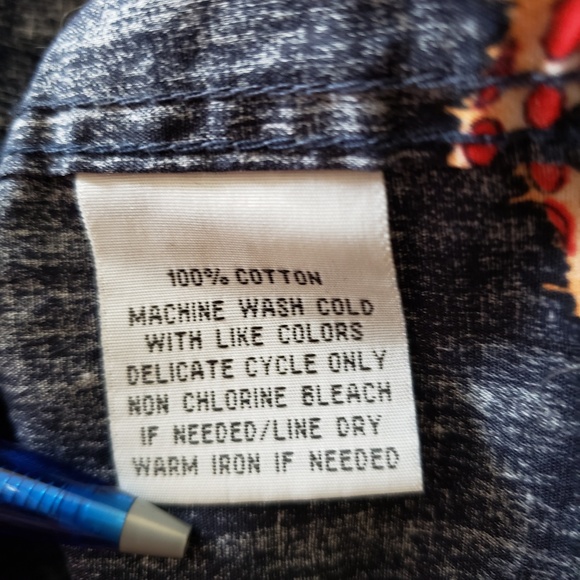 100% COTTON
MACHINE WASH COLD
WITH LIKE COLORS
DELICATE CYCLE ONLY
NON CHLORINE BLEACH
IF NEEDED/LINE DRY
WARM IRON IF NEEDED